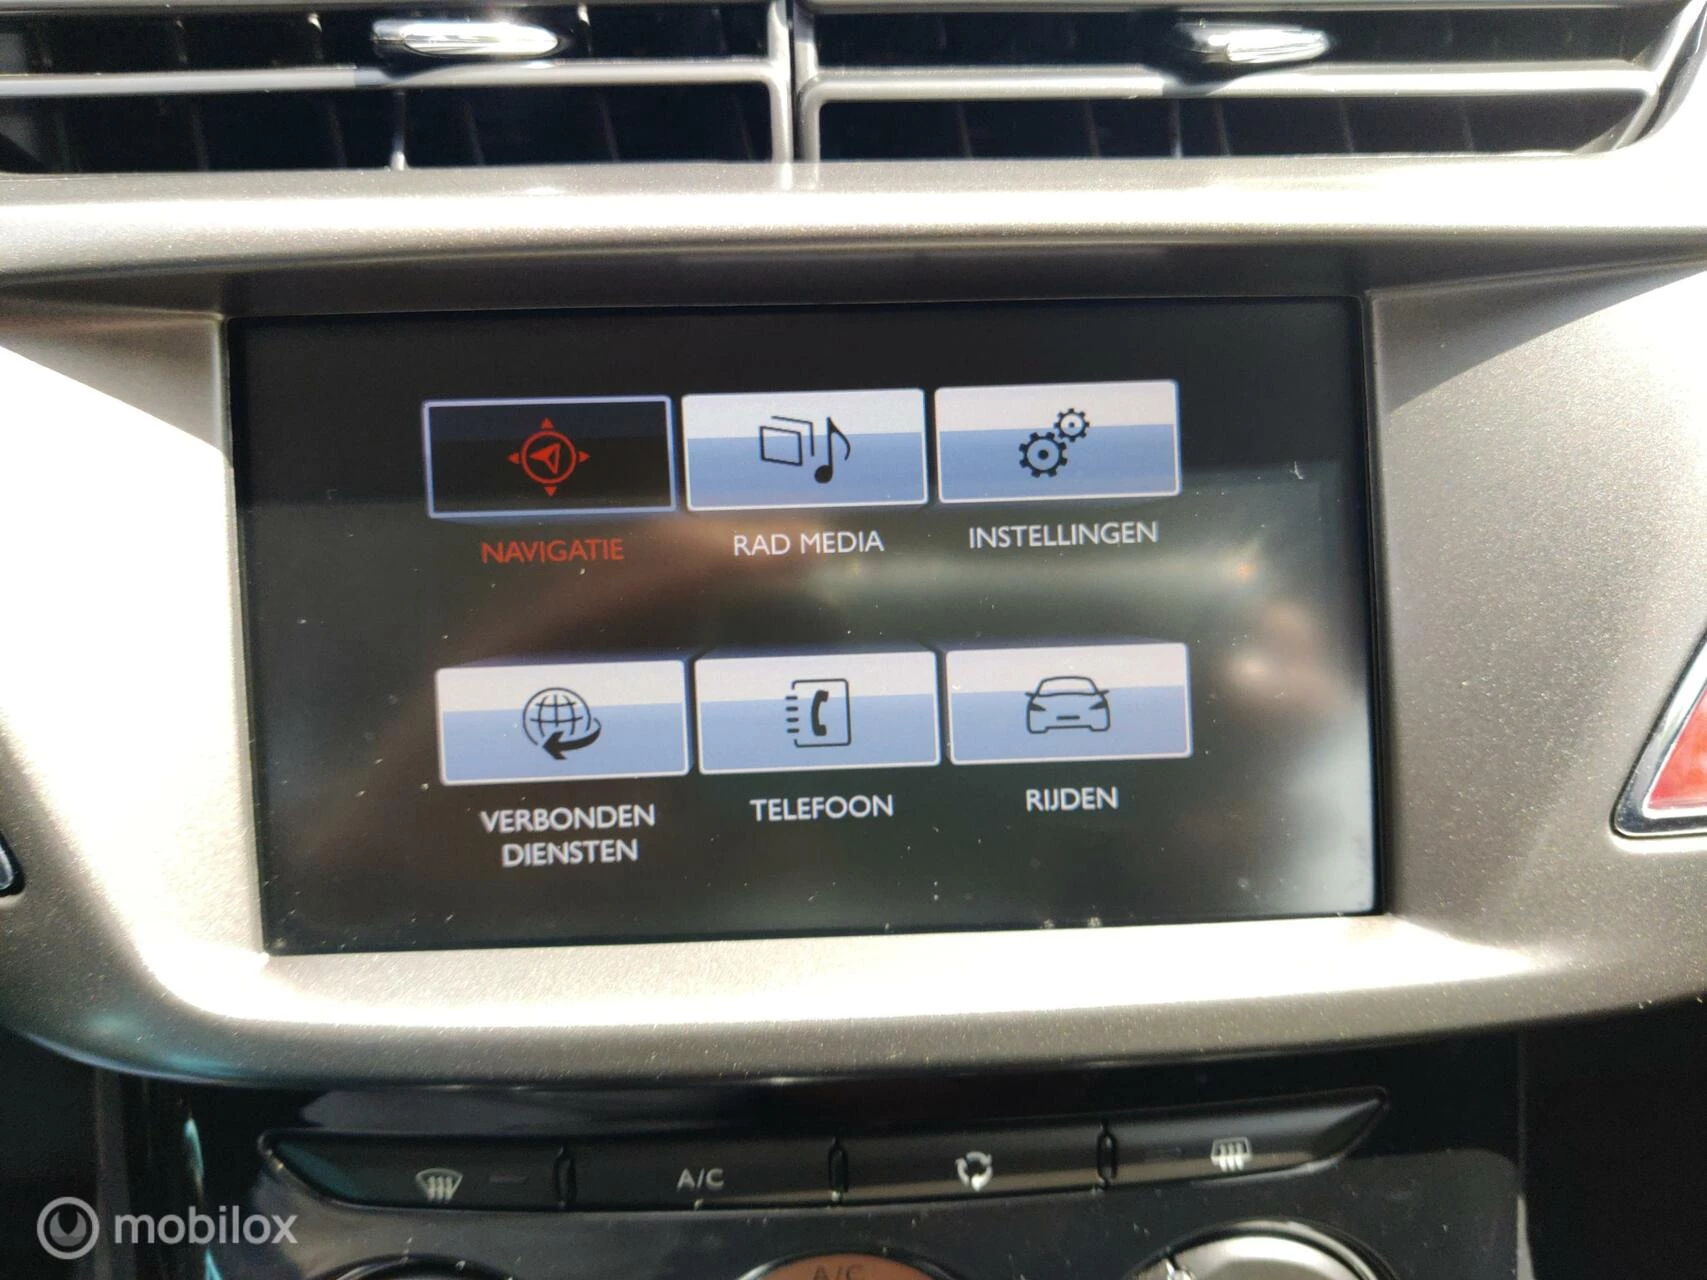 NAVIGATIE
RAD MEDIA
INSTELLINGEN
VERBONDEN
DIENSTEN
TELEFOON
RIJDEN
A/C
A/C
mobilox